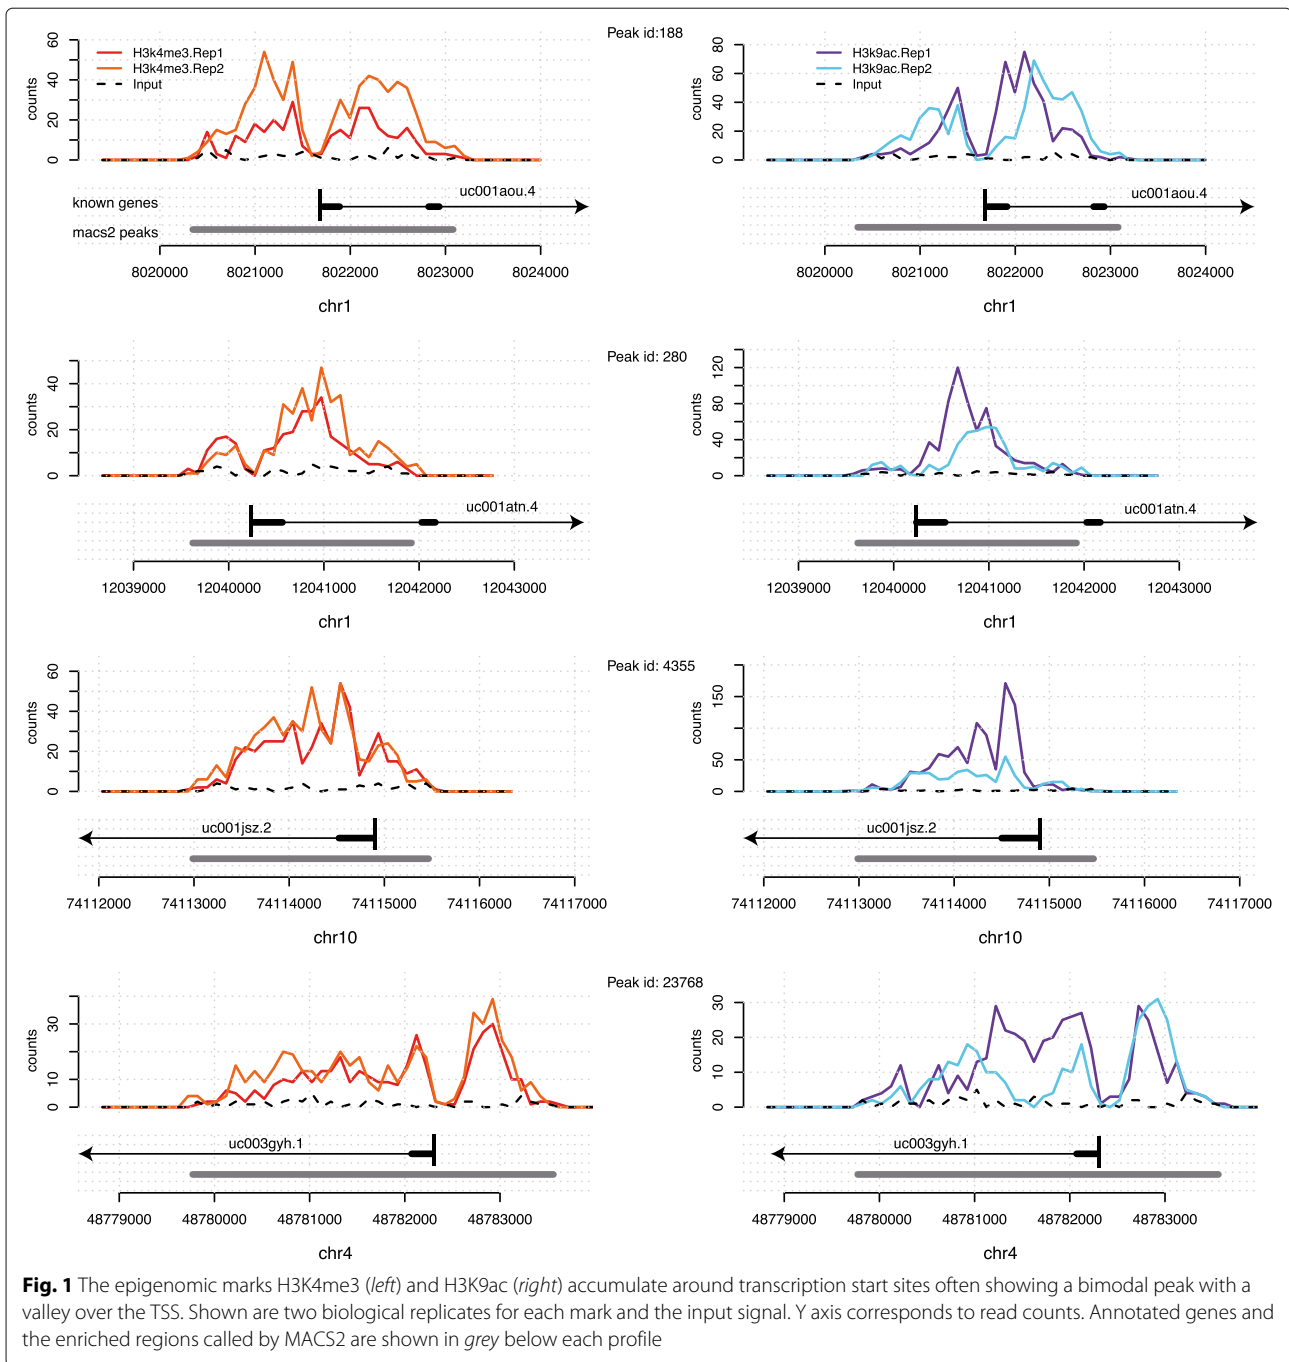 Peak id:188
60
40
20
0
counts
H3k4me3.Rep1
H3k4me3.Rep2
Input
80
60
40
20
0
counts
H3k9ac.Rep1
H3k9ac.Rep2
Input
known genes
uc001aou.4
macs2 peaks
8020000 8021000 8022000 8023000 8024000
chr1
uc001aou.4
8020000 8021000 8022000 8023000 8024000
chr1
Peak id: 280
40
20
0
counts
120
80
40
0
counts
uc001atn.4
12039000 12040000 12041000 12042000 12043000
chr1
uc001atn.4
12039000 12040000 12041000 12042000 12043000
chr1
Peak id: 4355
60
40
20
0
counts
150
50
0
counts
uc001jsz.2
74112000 74113000 74114000 74115000 74116000 74117000
chr10
uc001jsz.2
74112000 74113000 74114000 74115000 74116000 74117000
chr10
Peak id: 23768
30
10
0
counts
30
20
10
0
counts
uc003gyh.1
48779000 48780000 48781000 48782000 48783000
chr4
uc003gyh.1
48779000 48780000 48781000 48782000 48783000
chr4
Fig. 1 The epigenomic marks H3K4me3 (left) and H3K9ac (right) accumulate around transcription start sites often showing a bimodal peak with a
valley over the TSS. Shown are two biological replicates for each mark and the input signal. Y axis corresponds to read counts. Annotated genes and
the enriched regions called by MACS2 are shown in grey below each profile